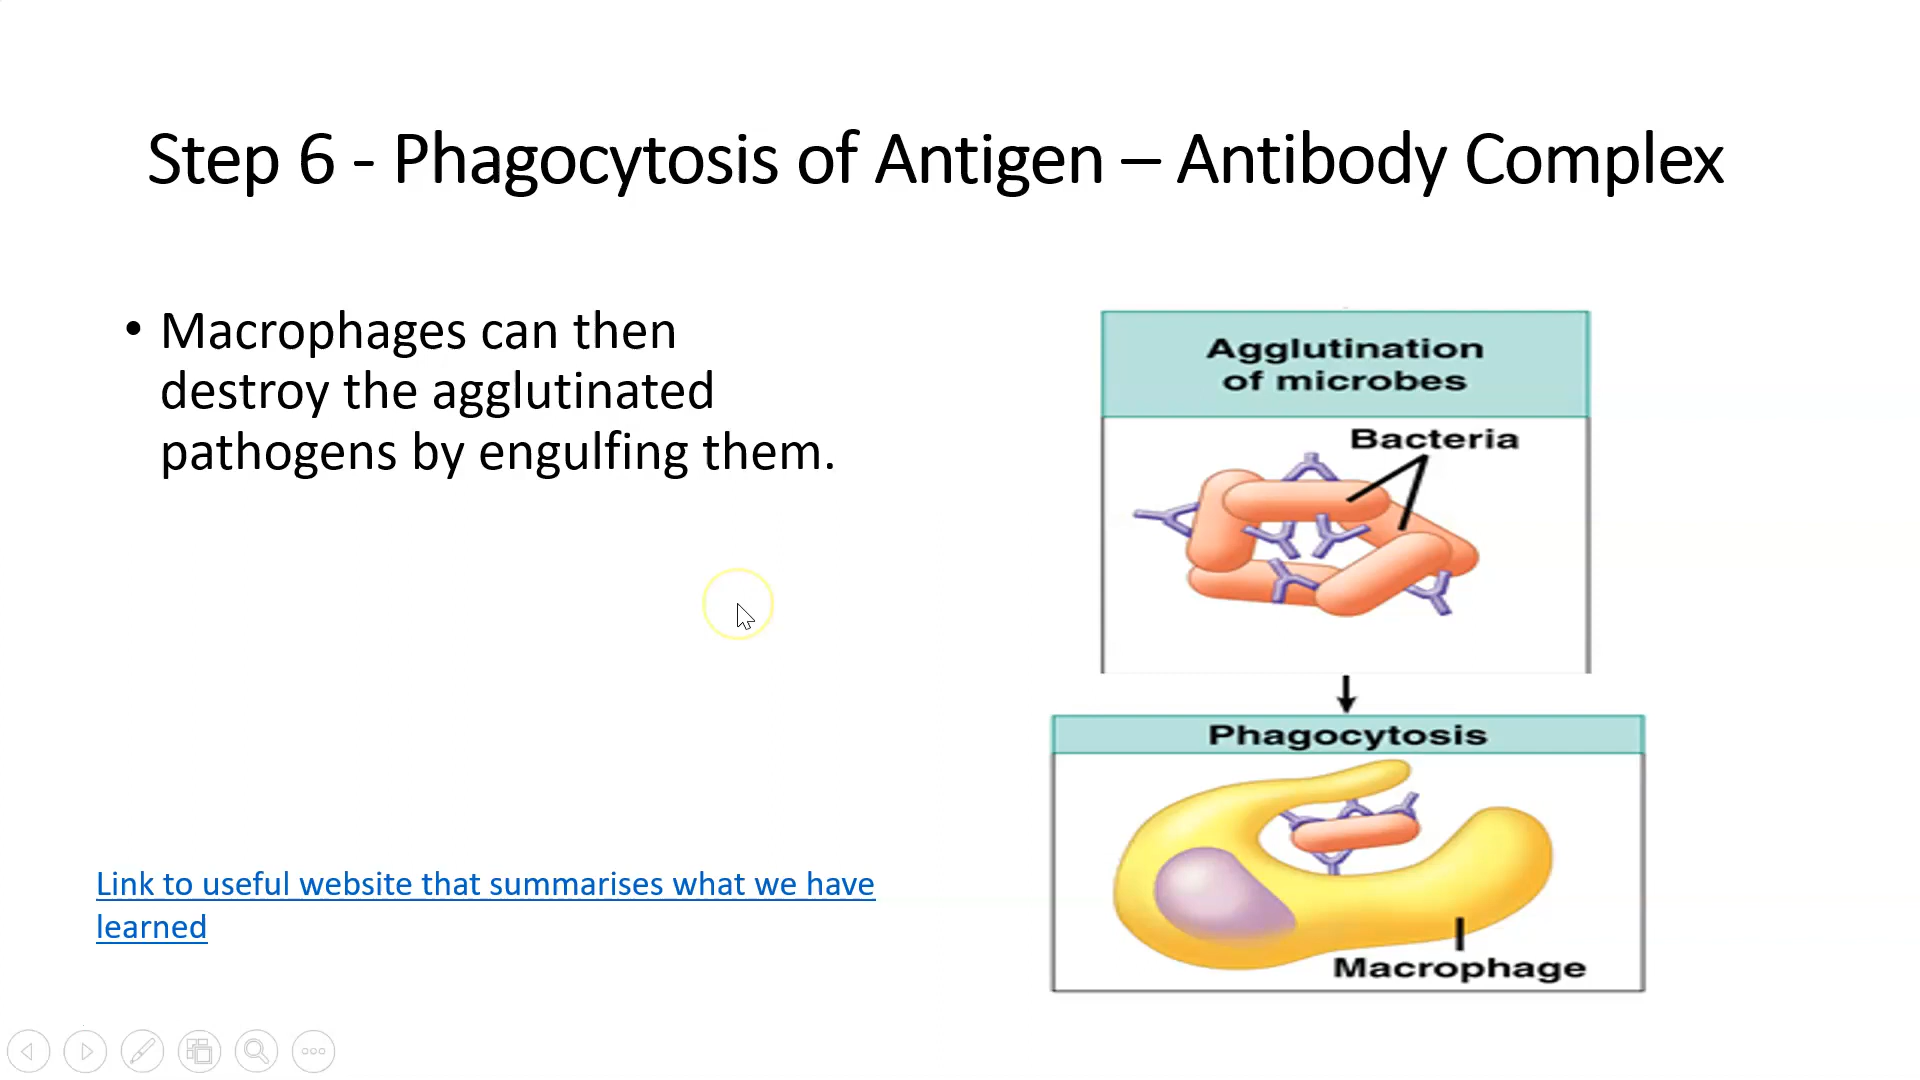 Step 6 - Phagocytosis of Antigen – Antibody Complex
• Macrophages can then
destroy the agglutinated
pathogens by engulfing them.
Link to useful website that summarises what we have
learned
Agglutination
of microbes
Bacteria
Phagocytosis
Macrophage